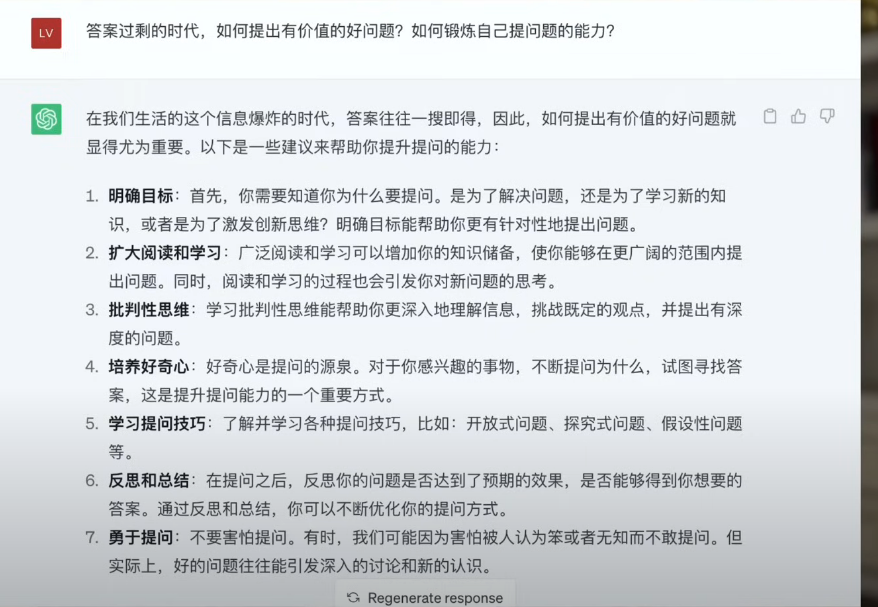 LV
答案过剩的时代，如何提出有价值的好问题？如何锻炼自己提问题的能力？
在我们生活的这个信息爆炸的时代，答案往往一搜即得，因此，如何提出有价值的好问题就
显得尤为重要。以下是一些建议来帮助你提升提问的能力：
1. 明确目标：首先，你需要知道你为什么要提问。是为了解决问题，还是为了学习新的知
识，或者是为了激发创新思维？明确目标能帮助你更有针对性地提出问题。
2. 扩大阅读和学习：广泛阅读和学习可以增加你的知识储备，使你能够在更广阔的范围内提
出问题。同时，阅读和学习的过程也会引发你对新问题的思考。
3. 批判性思维：学习批判性思维能帮助你更深入地理解信息，挑战既定的观点，并提出有深
度的问题。
4. 培养好奇心：好奇心是提问的源泉。对于你感兴趣的事物，不断提问为什么，试图寻找答
案，这是提升提问能力的一个重要方式。
5. 学习提问技巧：了解并学习各种提问技巧，比如：开放式问题、探究式问题、假设性问题
等。
6. 反思和总结：在提问之后，反思你的问题是否达到了预期的效果，是否能够得到你想要的
答案。通过反思和总结，你可以不断优化你的提问方式。
7. 勇于提问：不要害怕提问。有时，我们可能因为害怕被人认为笨或者无知而不敢提问。但
实际上，好的问题往往能引发深入的讨论和新的认识。
Regenerate response